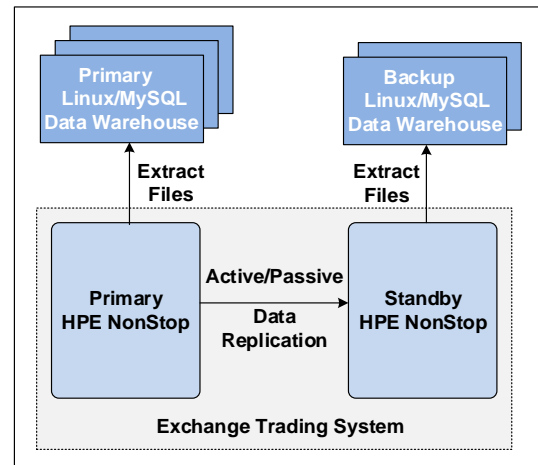 Primary
Linux/MySQL
Data Warehouse
Backup
Linux/MySQL
Data Warehouse
Extract
Files
Extract
Files
Primary
HPE NonStop
Active/Passive
Data
Replication
Standby
HPE NonStop
Exchange Trading System